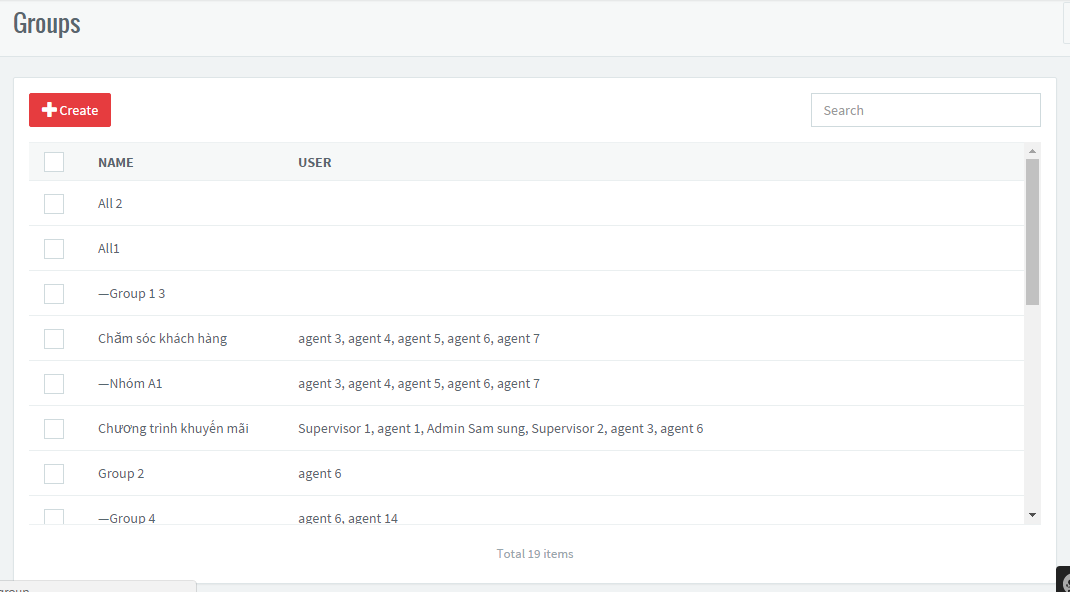 Groups
Create
Search
NAME USER
All 2
All1
—Group 1 3
Chăm sóc khách hàng agent 3, agent 4, agent 5, agent 6, agent 7
—Nhóm A1 agent 3, agent 4, agent 5, agent 6, agent 7
Chương trình khuyến mãi Supervisor 1, agent 1, Admin Sam sung, Supervisor 2, agent 3, agent 6
Group 2 agent 6
—Group 4 agent 6, agent 14
Total 19 items